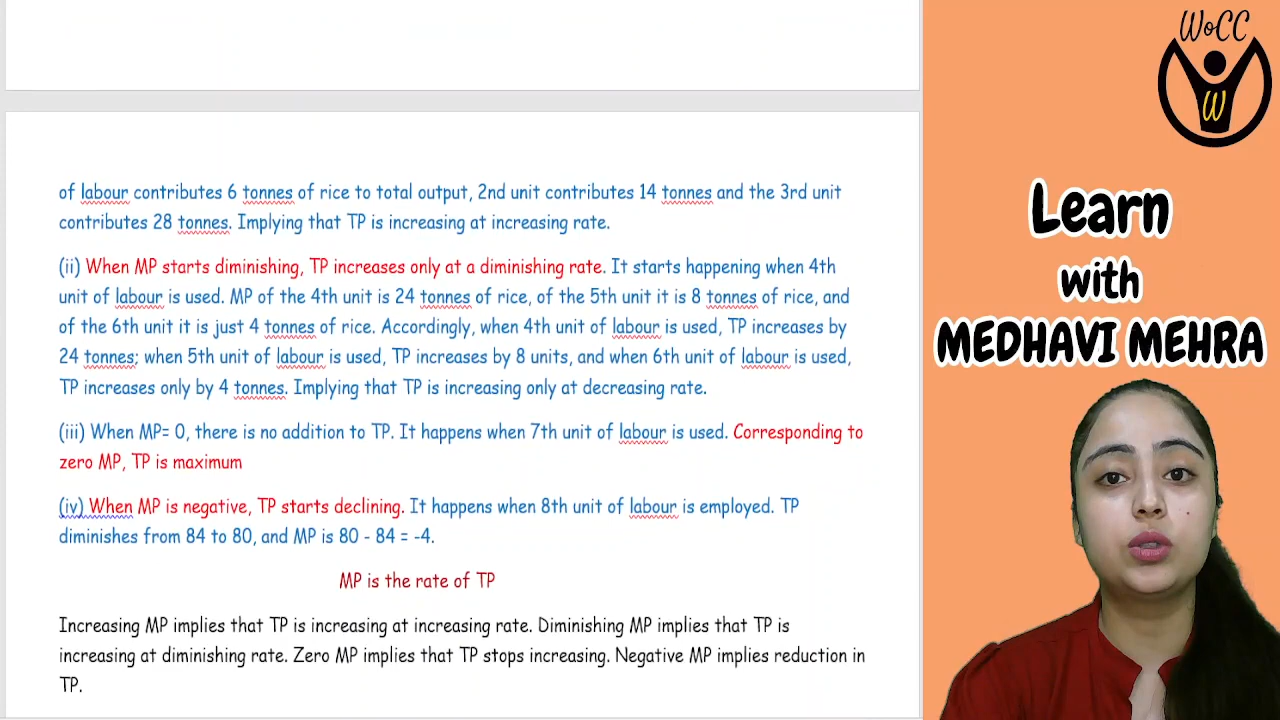 of labour contributes 6 tonnes of rice to total output, 2nd unit contributes 14 tonnes and the 3rd unit
contributes 28 tonnes. Implying that TP is increasing at increasing rate.
(ii) When MP starts diminishing, TP increases only at a diminishing rate. It starts happening when 4th
unit of labour is used. MP of the 4th unit is 24 tonnes of rice, of the 5th unit it is 8 tonnes of rice, and
of the 6th unit it is just 4 tonnes of rice. Accordingly, when 4th unit of labour is used, TP increases by
24 tonnes; when 5th unit of labour is used, TP increases by 8 units, and when 6th unit of labour is used,
TP increases only by 4 tonnes. Implying that TP is increasing only at decreasing rate.
(iii) When MP= 0, there is no addition to TP. It happens when 7th unit of labour is used. Corresponding to
zero MP, TP is maximum
(iv) When MP is negative, TP starts declining. It happens when 8th unit of labour is employed. TP
diminishes from 84 to 80, and MP is 80 - 84 = -4.
MP is the rate of TP
Increasing MP implies that TP is increasing at increasing rate. Diminishing MP implies that TP is
increasing at diminishing rate. Zero MP implies that TP stops increasing. Negative MP implies reduction in
TP.
WoCC
W
Learn
with
MEDHAVI MEHRA